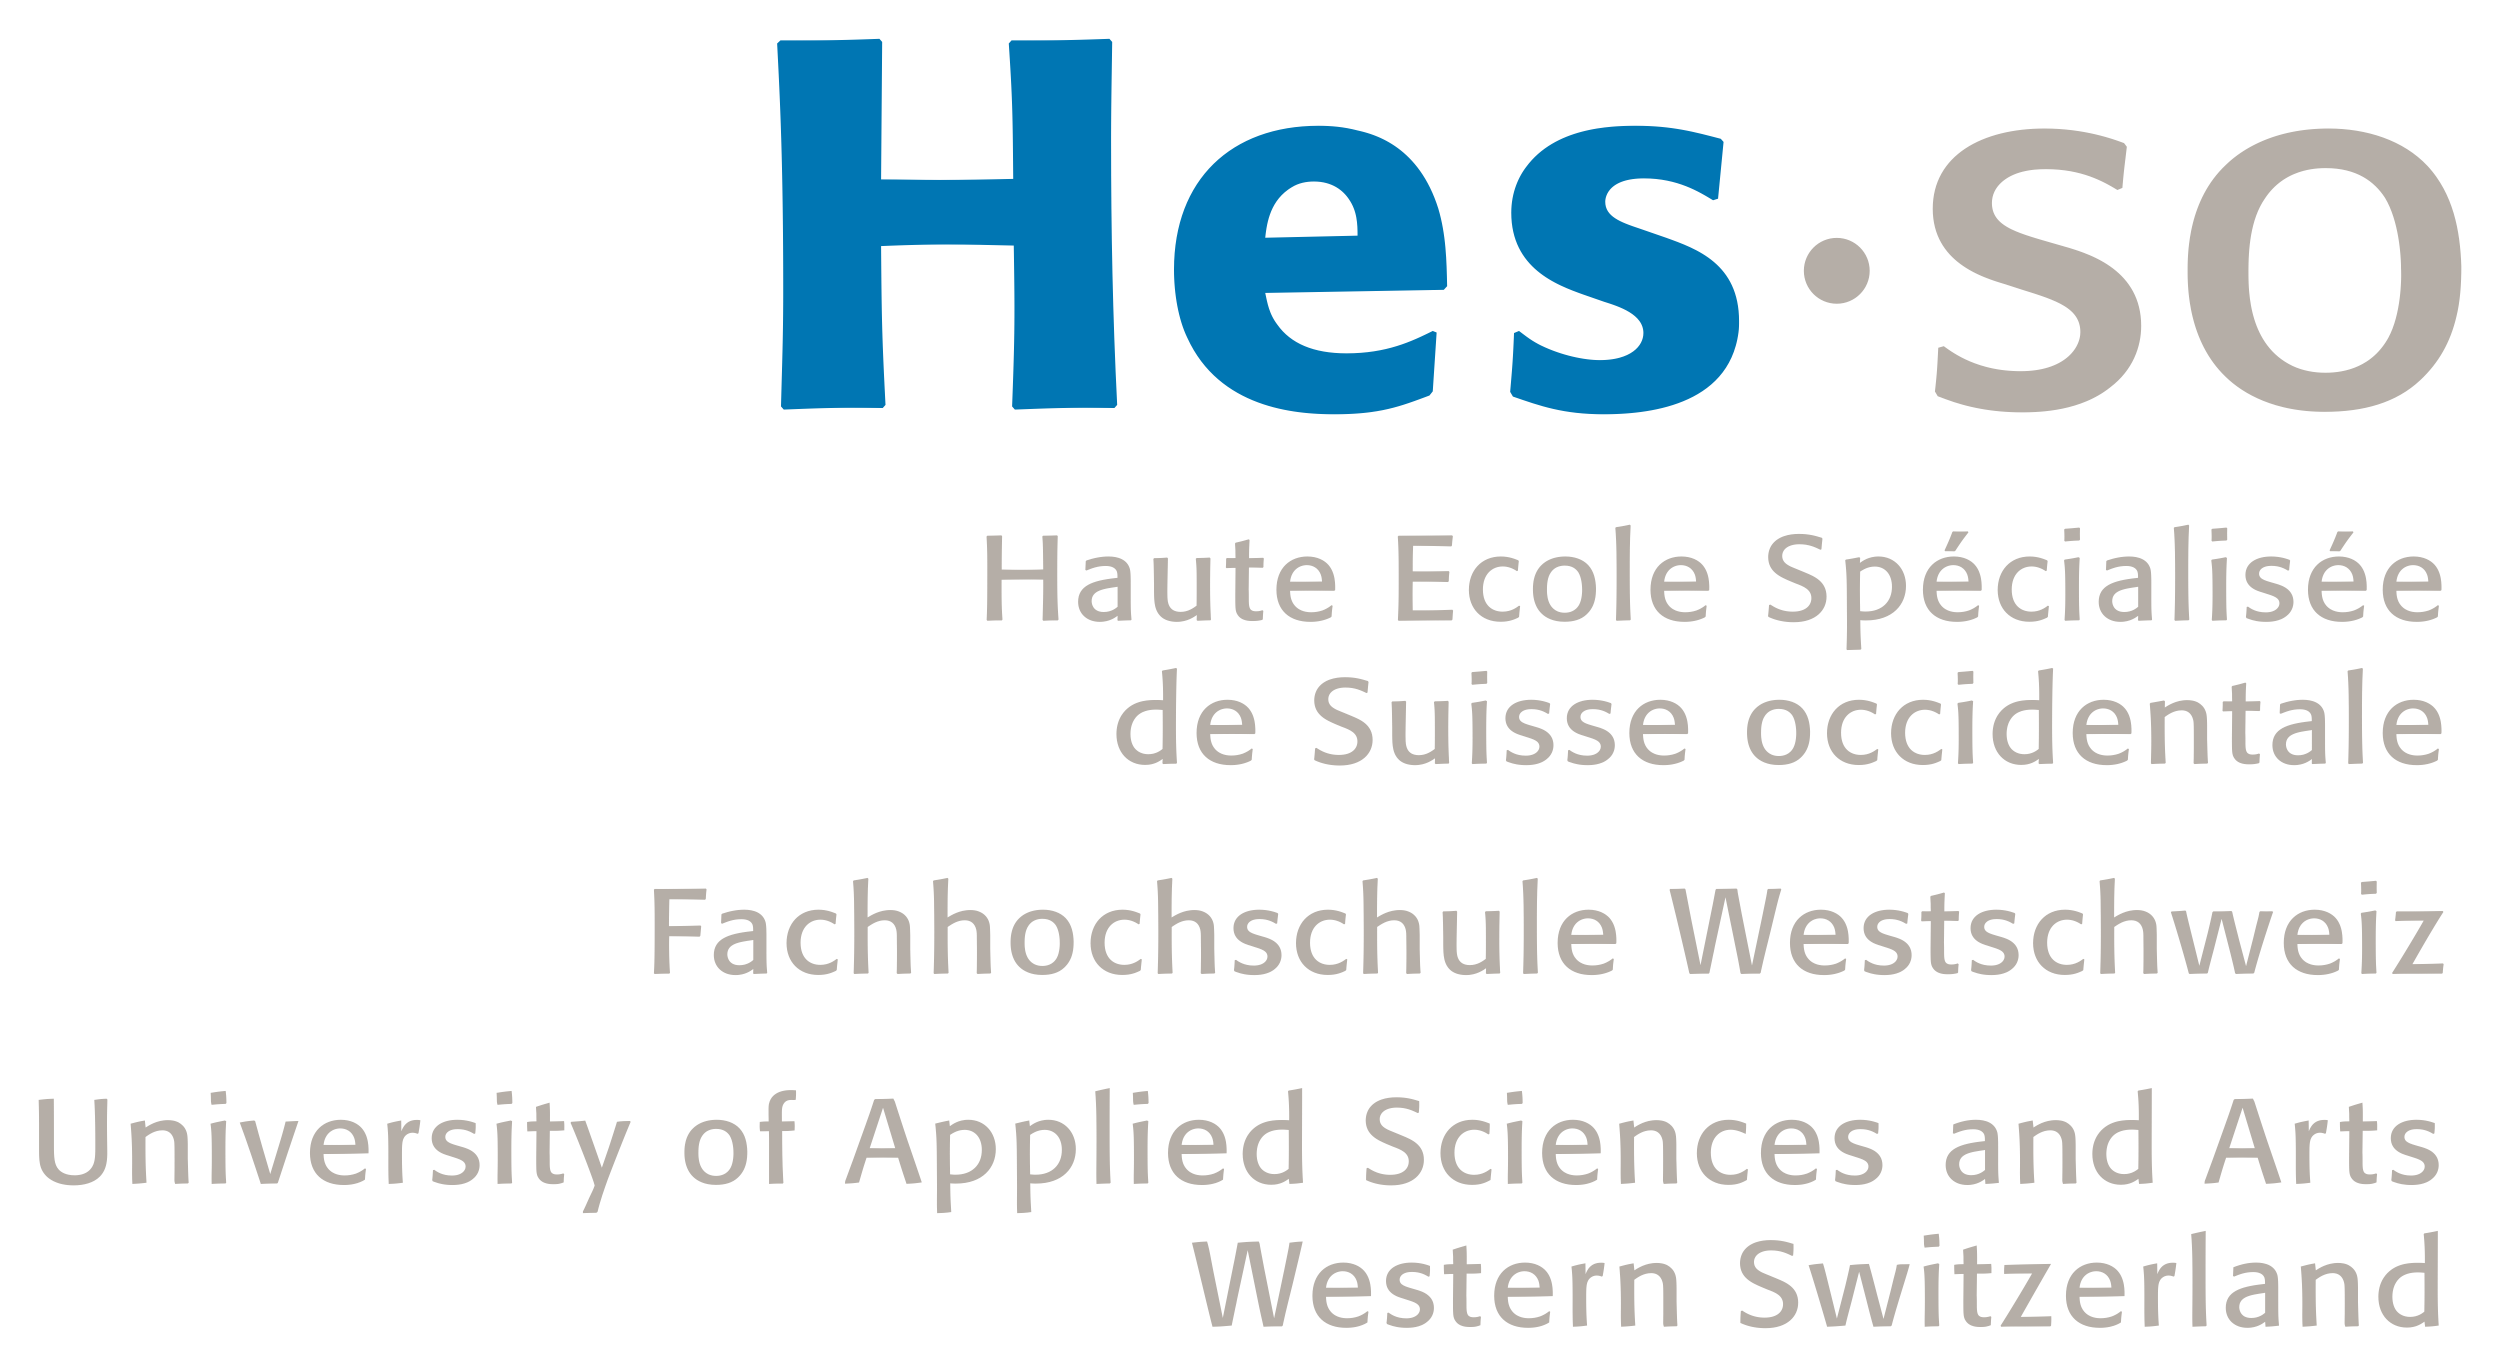 Hes·SO
Haute Ecole Spécialisée
de Suisse occidentale
Fachhochschule Westschweiz
University of Applied Sciences and Arts
Western Switzerland